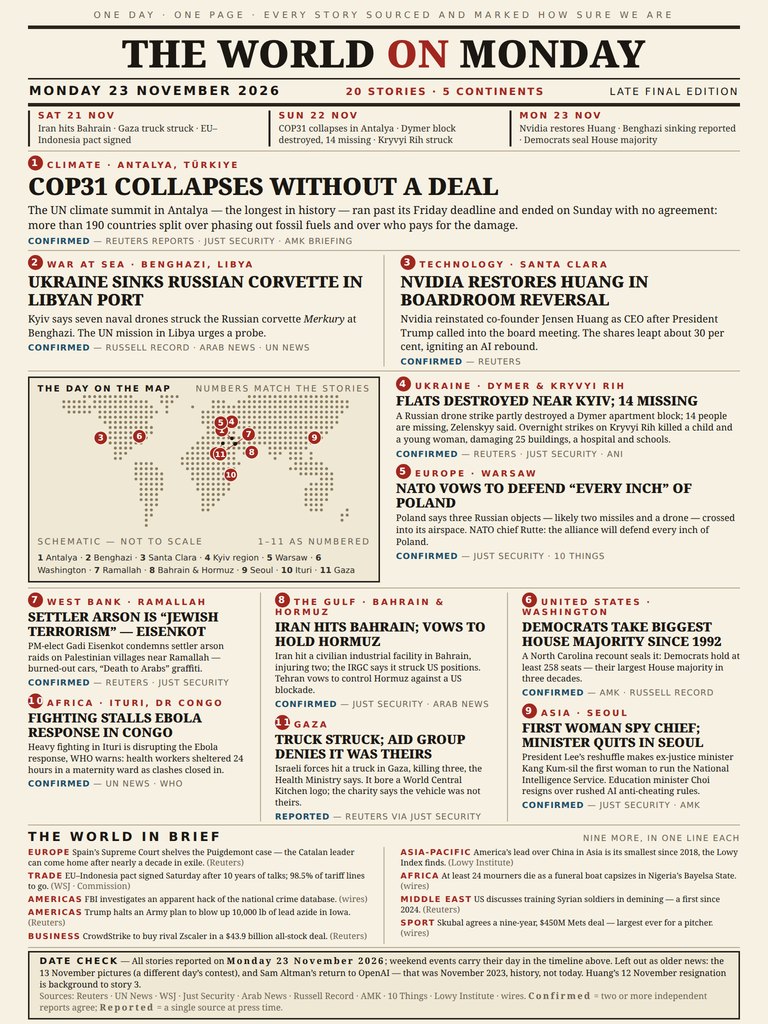 ONE DAY · ONE PAGE · EVERY STORY SOURCED AND MARKED HOW SURE WE ARE
THE WORLD ON MONDAY
MONDAY 23 NOVEMBER 2026
20 STORIES · 5 CONTINENTS
LATE FINAL EDITION
SAT 21 NOV
Iran hits Bahrain · Gaza truck struck · EU–
Indonesia pact signed
SUN 22 NOV
COP31 collapses in Antalya · Dymer block
destroyed, 14 missing · Kryvyi Rih struck
MON 23 NOV
Nvidia restores Huang · Benghazi sinking reported
· Democrats seal House majority
1 CLIMATE · ANTALYA, TÜRKIYE
COP31 COLLAPSES WITHOUT A DEAL
The UN climate summit in Antalya — the longest in history — ran past its Friday deadline and ended on Sunday with no agreement:
more than 190 countries split over phasing out fossil fuels and over who pays for the damage.
CONFIRMED — REUTERS REPORTS · JUST SECURITY · AMK BRIEFING
2 WAR AT SEA · BENGHAZI, LIBYA
UKRAINE SINKS RUSSIAN CORVETTE IN
LIBYAN PORT
Kyiv says seven naval drones struck the Russian corvette Merkury at
Benghazi. The UN mission in Libya urges a probe.
CONFIRMED — RUSSELL RECORD · ARAB NEWS · UN NEWS
3 TECHNOLOGY · SANTA CLARA
NVIDIA RESTORES HUANG IN
BOARDROOM REVERSAL
Nvidia reinstated co-founder Jensen Huang as CEO after President
Trump called into the board meeting. The shares leapt about 30 per
cent, igniting an AI rebound.
CONFIRMED — REUTERS
THE DAY ON THE MAP
NUMBERS MATCH THE STORIES
3
6
5
4
1
7
8
9
11
10
SCHEMATIC — NOT TO SCALE
1–11 AS NUMBERED
1 Antalya · 2 Benghazi · 3 Santa Clara · 4 Kyiv region · 5 Warsaw · 6
Washington · 7 Ramallah · 8 Bahrain & Hormuz · 9 Seoul · 10 Ituri · 11 Gaza
4 UKRAINE · DYMER & KRYVYI RIH
FLATS DESTROYED NEAR KYIV; 14 MISSING
A Russian drone strike partly destroyed a Dymer apartment block; 14 people
are missing, Zelenskyy said. Overnight strikes on Kryvyi Rih killed a child and
a young woman, damaging 25 buildings, a hospital and schools.
CONFIRMED — REUTERS · JUST SECURITY · ANI
5 EUROPE · WARSAW
NATO VOWS TO DEFEND “EVERY INCH” OF
POLAND
Poland says three Russian objects — likely two missiles and a drone — crossed
into its airspace. NATO chief Rutte: the alliance will defend every inch of
Poland.
CONFIRMED — JUST SECURITY · 10 THINGS
7 WEST BANK · RAMALLAH
SETTLER ARSON IS “JEWISH
TERRORISM” — EISENKOT
PM-elect Gadi Eisenkot condemns settler arson
raids on Palestinian villages near Ramallah —
burned-out cars, “Death to Arabs” graffiti.
CONFIRMED — REUTERS · JUST SECURITY
10 AFRICA · ITURI, DR CONGO
FIGHTING STALLS EBOLA
RESPONSE IN CONGO
Heavy fighting in Ituri is disrupting the Ebola
response, WHO warns: health workers sheltered 24
hours in a maternity ward as clashes closed in.
CONFIRMED — UN NEWS · WHO
8 THE GULF · BAHRAIN &
HORMUZ
IRAN HITS BAHRAIN; VOWS TO
HOLD HORMUZ
Iran hit a civilian industrial facility in Bahrain,
injuring two; the IRGC says it struck US positions.
Tehran vows to control Hormuz against a US
blockade.
CONFIRMED — JUST SECURITY · ARAB NEWS
11 GAZA
TRUCK STRUCK; AID GROUP
DENIES IT WAS THEIRS
Israeli forces hit a truck in Gaza, killing three, the
Health Ministry says. It bore a World Central
Kitchen logo; the charity says the vehicle was not
theirs.
REPORTED — REUTERS VIA JUST SECURITY
6 UNITED STATES ·
WASHINGTON
DEMOCRATS TAKE BIGGEST
HOUSE MAJORITY SINCE 1992
A North Carolina recount seals it: Democrats hold at
least 258 seats — their largest House majority in
three decades.
CONFIRMED — AMK · RUSSELL RECORD
9 ASIA · SEOUL
FIRST WOMAN SPY CHIEF;
MINISTER QUITS IN SEOUL
President Lee’s reshuffle makes ex-justice minister
Kang Kum-sil the first woman to run the National
Intelligence Service. Education minister Choi
resigns over rushed AI anti-cheating rules.
CONFIRMED — JUST SECURITY · AMK
THE WORLD IN BRIEF
NINE MORE, IN ONE LINE EACH
EUROPE Spain’s Supreme Court shelves the Puigdemont case — the Catalan leader
can come home after nearly a decade in exile. (Reuters)
TRADE EU–Indonesia pact signed Saturday after 10 years of talks; 98.5% of tariff lines
to go. (WSJ · Commission)
AMERICAS FBI investigates an apparent hack of the national crime database. (wires)
AMERICAS Trump halts an Army plan to blow up 10,000 lb of lead azide in Iowa.
(Reuters)
BUSINESS CrowdStrike to buy rival Zscaler in a $43.9 billion all-stock deal. (Reuters)
ASIA-PACIFIC America’s lead over China in Asia is its smallest since 2018, the Lowy
Index finds. (Lowy Institute)
AFRICA At least 24 mourners die as a funeral boat capsizes in Nigeria’s Bayelsa State.
(wires)
MIDDLE EAST US discusses training Syrian soldiers in demining — a first since
2024. (Reuters)
SPORT Skubal agrees a nine-year, $450M Mets deal — largest ever for a pitcher.
(wires)
DATE CHECK — All stories reported on Monday 23 November 2026; weekend events carry their day in the timeline above. Left out as older news: the
13 November pictures (a different day’s contest), and Sam Altman’s return to OpenAI — that was November 2023, history, not today. Huang’s 12 November resignation
is background to story 3.
Sources: Reuters · UN News · WSJ · Just Security · Arab News · Russell Record · AMK · 10 Things · Lowy Institute · wires. Confirmed = two or more independent
reports agree; Reported = a single source at press time.